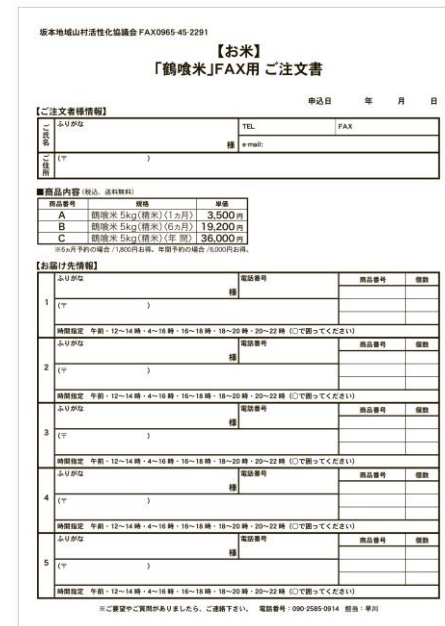 坂本地域山村活性化協議会 FAX0965-45-2291
【お米】
「鶴喰米」FAX用 ご注文書
申込日 年 月 日
【ご注文者様情報】
ご氏名 ふりがな 様 TEL FAX
e-mail:
ご住所 (〒 )
■商品内容(税込、送料無料)
商品番号 規格 単価
A 鶴喰米 5kg(精米)〈1ヵ月〉 3,500円
B 鶴喰米 5kg(精米)〈6ヵ月〉 19,200円
C 鶴喰米 5kg(精米)〈年 間〉 36,000円
※6ヵ月予約の場合/1,800円お得。年間予約の場合/6,000円お得。
【お届け先情報】
1 ふりがな 様 電話番号 商品番号 個数
(〒 )
時間指定 午前・12〜14時・4〜16時・16〜18時・18〜20時・20〜22時 (○で囲ってください)
2 ふりがな 様 電話番号 商品番号 個数
(〒 )
時間指定 午前・12〜14時・4〜16時・16〜18時・18〜20時・20〜22時 (○で囲ってください)
3 ふりがな 様 電話番号 商品番号 個数
(〒 )
時間指定 午前・12〜14時・4〜16時・16〜18時・18〜20時・20〜22時 (○で囲ってください)
4 ふりがな 様 電話番号 商品番号 個数
(〒 )
時間指定 午前・12〜14時・4〜16時・16〜18時・18〜20時・20〜22時 (○で囲ってください)
5 ふりがな 様 電話番号 商品番号 個数
(〒 )
時間指定 午前・12〜14時・4〜16時・16〜18時・18〜20時・20〜22時 (○で囲ってください)
※ご要望やご質問がありましたら、ご連絡下さい。 電話番号:090-2585-0914 担当:早川